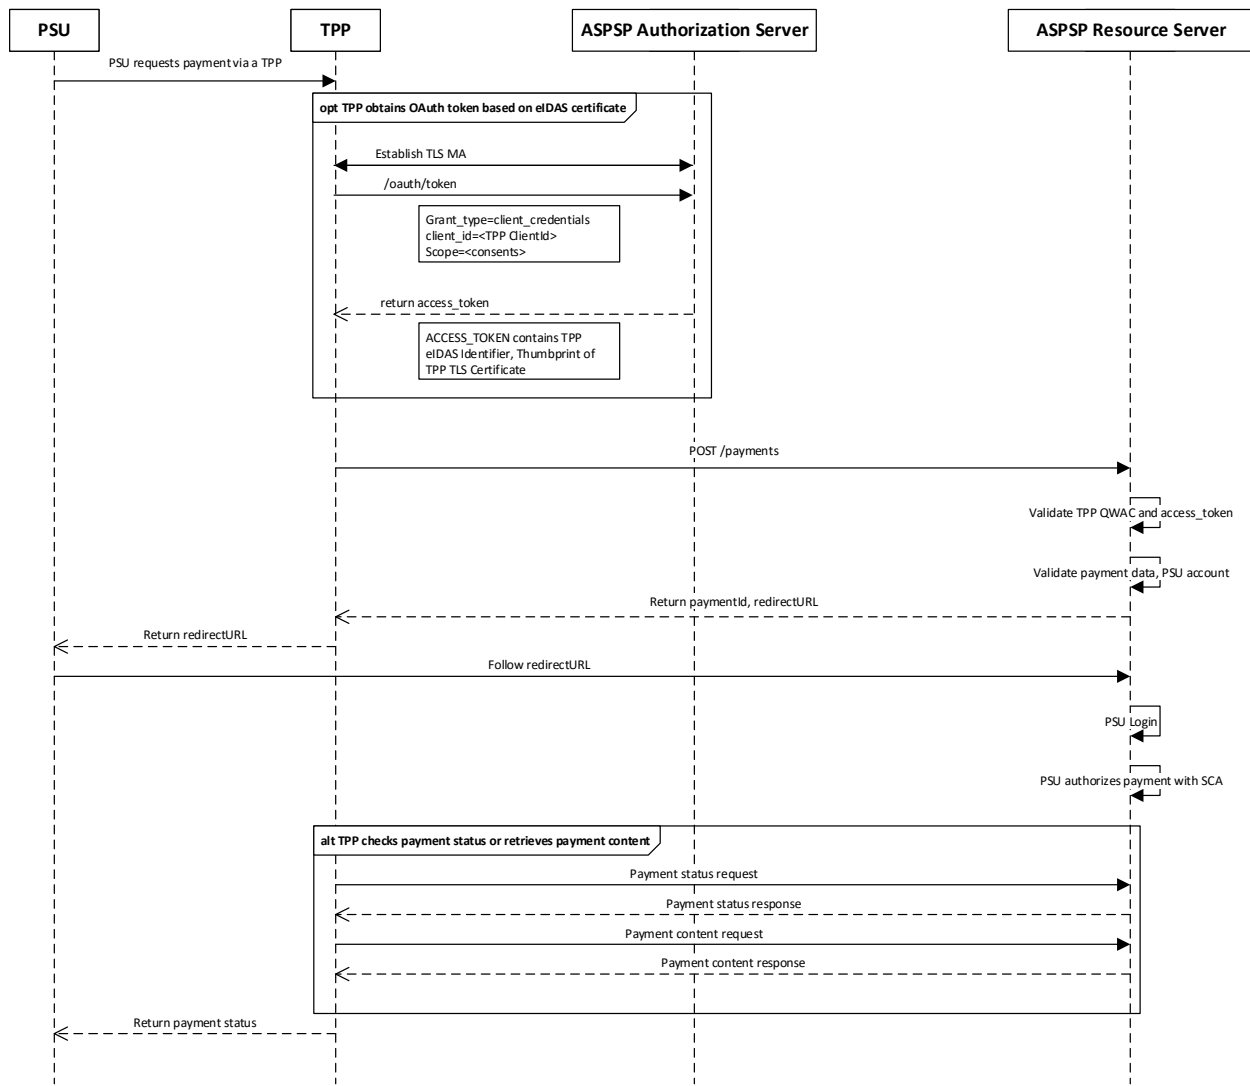 PSU
TPP
ASPSP Authorization Server
ASPSP Resource Server
PSU requests payment via a TPP
opt TPP obtains OAuth token based on eIDAS certificate
Establish TLS MA
/oauth/token
Grant_type=client_credentials
client_id=<TPP ClientId>
Scope=<consents>
return access_token
ACCESS_TOKEN contains TPP
eIDAS Identifier, Thumbprint of
TPP TLS Certificate
POST /payments
Validate TPP QWAC and access_token
Validate payment data, PSU account
Return paymentId, redirectURL
Return redirectURL
Follow redirectURL
PSU Login
PSU authorizes payment with SCA
alt TPP checks payment status or retrieves payment content
Payment status request
Payment status response
Payment content request
Payment content response
Return payment status